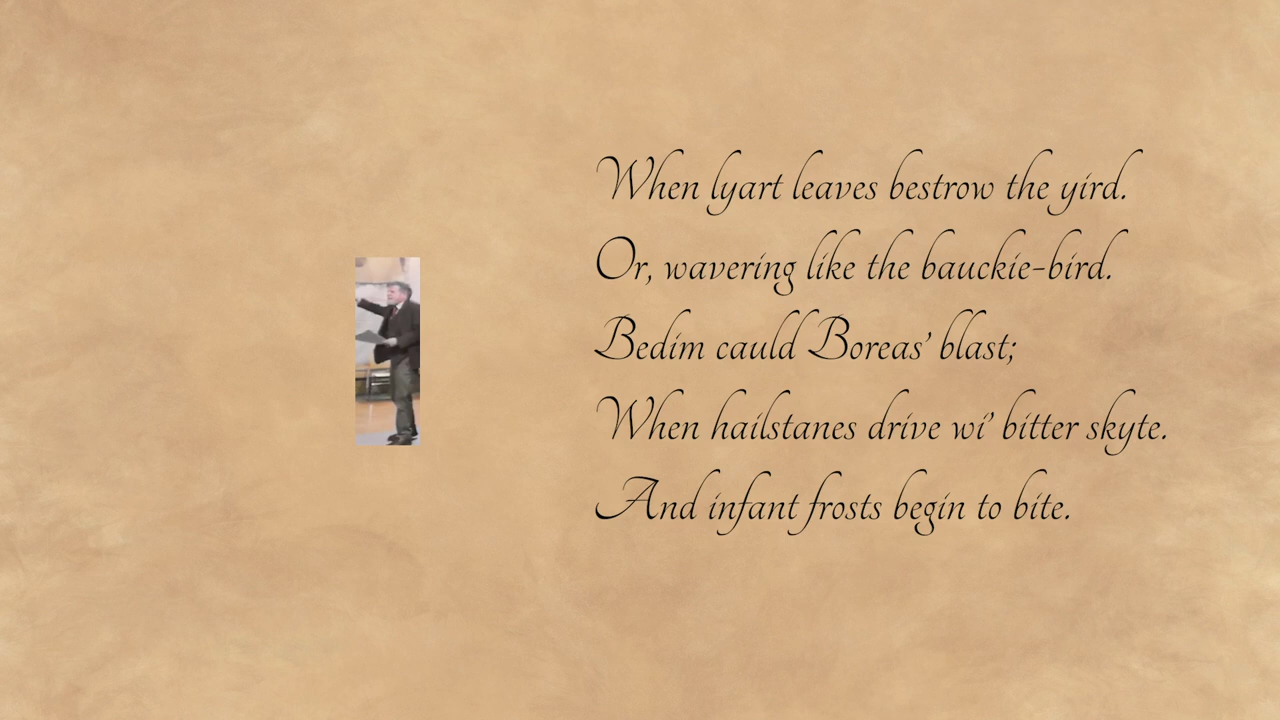 When lyart leaves bestrow the yird.
Or, wavering like the bauckie-bird.
Bedim cauld Boreas' blast;
When hailstanes drive wi' bitter skyte.
And infant frosts begin to bite.